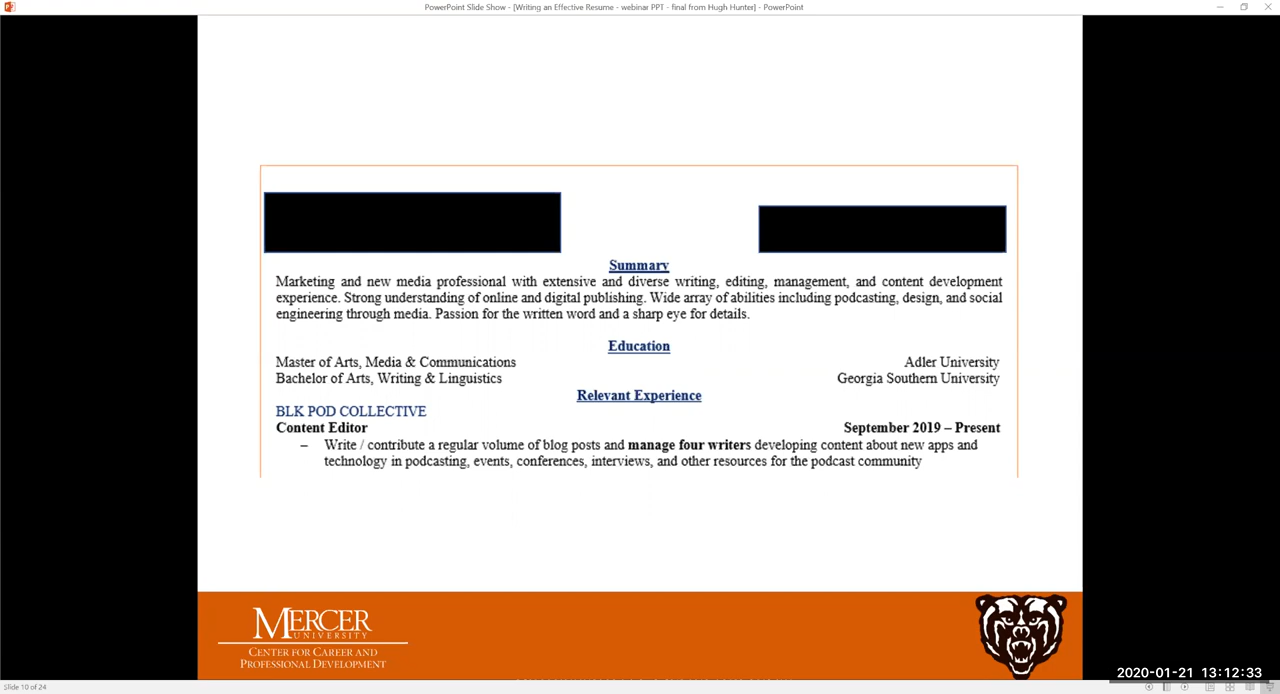 PowerPoint Slide Show - [Writing an Effective Resume - webinar PPT - final from Hugh Hunter] - PowerPoint
Summary
Marketing and new media professional with extensive and diverse writing, editing, management, and content development
experience. Strong understanding of online and digital publishing. Wide array of abilities including podcasting, design, and social
engineering through media. Passion for the written word and a sharp eye for details.
Education
Master of Arts, Media & Communications Adler University
Bachelor of Arts, Writing & Linguistics Georgia Southern University
Relevant Experience
BLK POD COLLECTIVE
Content Editor September 2019 – Present
– Write / contribute a regular volume of blog posts and manage four writers developing content about new apps and
technology in podcasting, events, conferences, interviews, and other resources for the podcast community
MERCER
UNIVERSITY
CENTER FOR CAREER AND
PROFESSIONAL DEVELOPMENT
2020-01-21 13:12:33
Slide 10 of 24